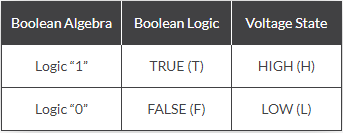 Boolean Algebra Boolean Logic Voltage State
Logic “1” TRUE (T) HIGH (H)
Logic “0” FALSE (F) LOW (L)